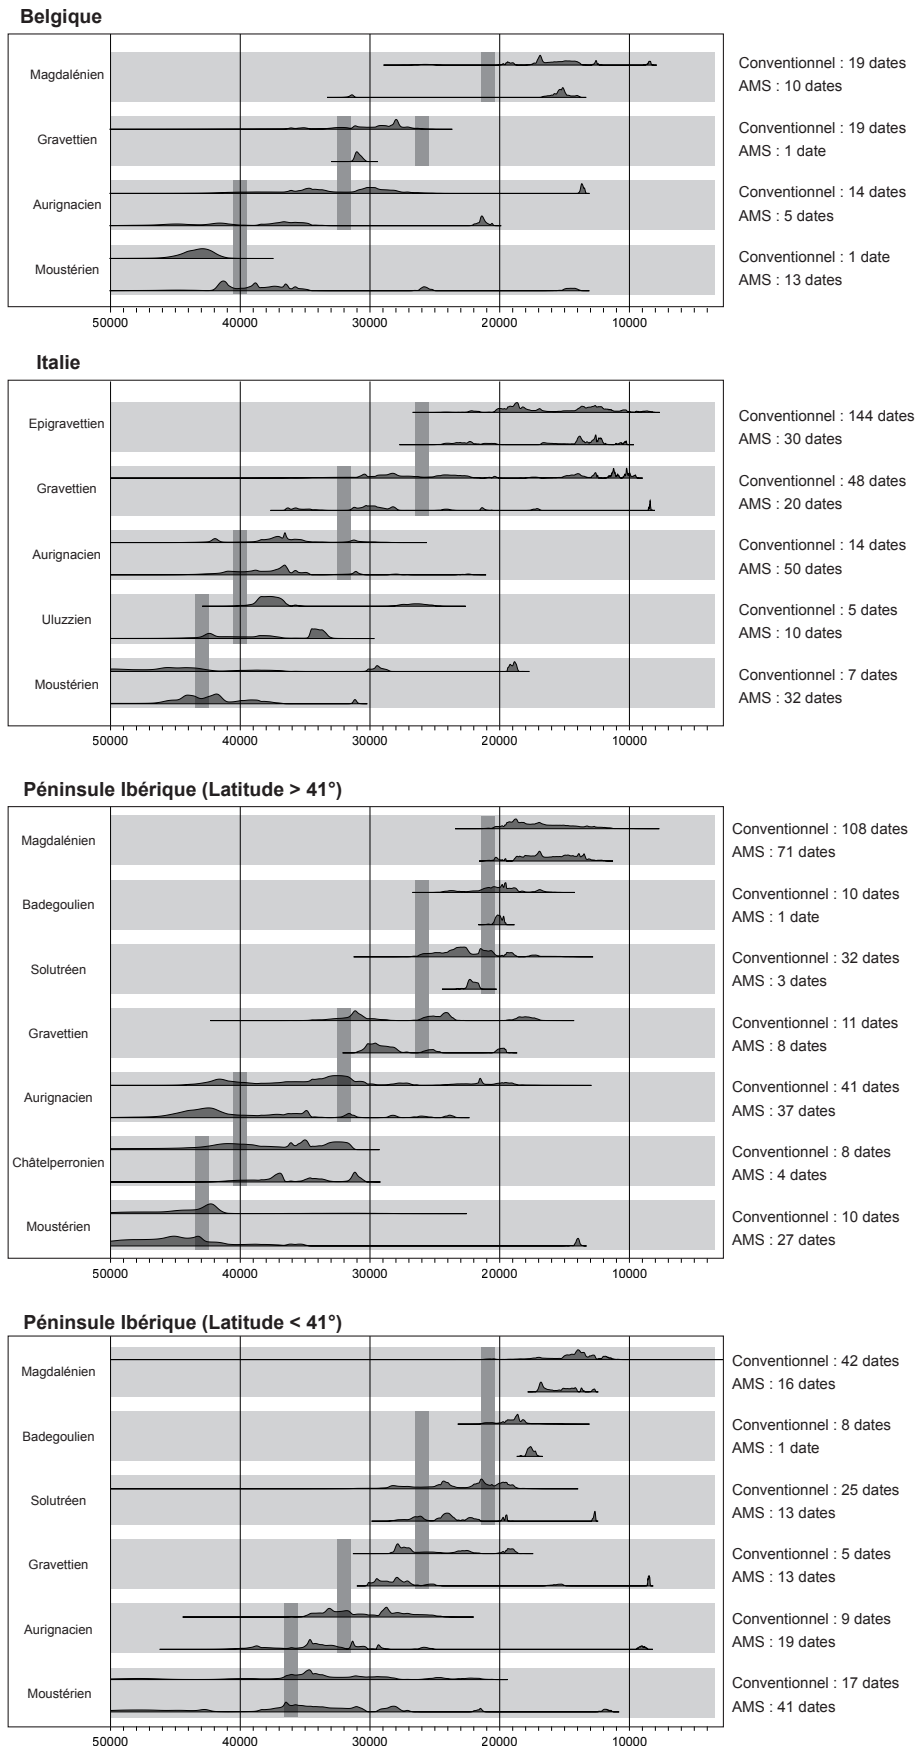 Belgique
Magdalénien
Conventionnel : 19 dates
AMS : 10 dates
Gravettien
Conventionnel : 19 dates
AMS : 1 date
Aurignacien
Conventionnel : 14 dates
AMS : 5 dates
Moustérien
Conventionnel : 1 date
AMS : 13 dates
50000 40000 30000 20000 10000
Italie
Epigravettien
Conventionnel : 144 dates
AMS : 30 dates
Gravettien
Conventionnel : 48 dates
AMS : 20 dates
Aurignacien
Conventionnel : 14 dates
AMS : 50 dates
Uluzzien
Conventionnel : 5 dates
AMS : 10 dates
Moustérien
Conventionnel : 7 dates
AMS : 32 dates
50000 40000 30000 20000 10000
Péninsule Ibérique (Latitude > 41°)
Magdalénien
Conventionnel : 108 dates
AMS : 71 dates
Badegoulien
Conventionnel : 10 dates
AMS : 1 date
Solutréen
Conventionnel : 32 dates
AMS : 3 dates
Gravettien
Conventionnel : 11 dates
AMS : 8 dates
Aurignacien
Conventionnel : 41 dates
AMS : 37 dates
Châtelperronien
Conventionnel : 8 dates
AMS : 4 dates
Moustérien
Conventionnel : 10 dates
AMS : 27 dates
50000 40000 30000 20000 10000
Péninsule Ibérique (Latitude < 41°)
Magdalénien
Conventionnel : 42 dates
AMS : 16 dates
Badegoulien
Conventionnel : 8 dates
AMS : 1 date
Solutréen
Conventionnel : 25 dates
AMS : 13 dates
Gravettien
Conventionnel : 5 dates
AMS : 13 dates
Aurignacien
Conventionnel : 9 dates
AMS : 19 dates
Moustérien
Conventionnel : 17 dates
AMS : 41 dates
50000 40000 30000 20000 10000